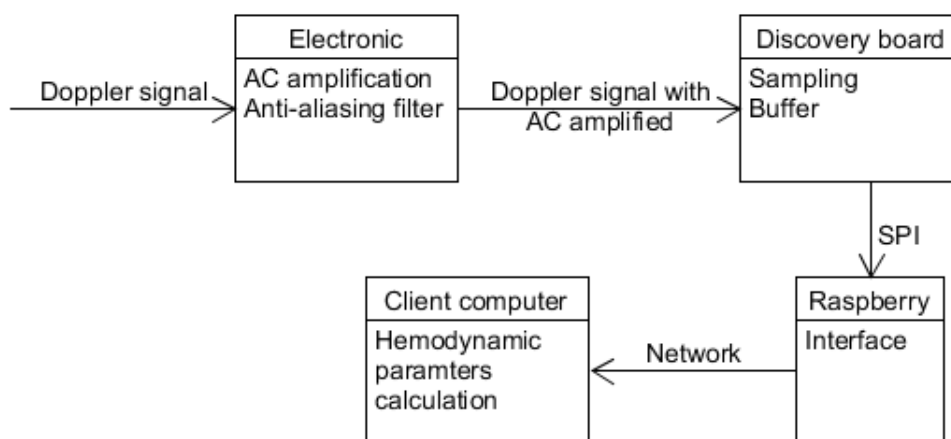 Electronic
Discovery board
Doppler signal
AC amplification
Anti-aliasing filter
Doppler signal with
AC amplified
Sampling
Buffer
SPI
Client computer
Raspberry
Hemodynamic
paramters
calculation
Network
Interface